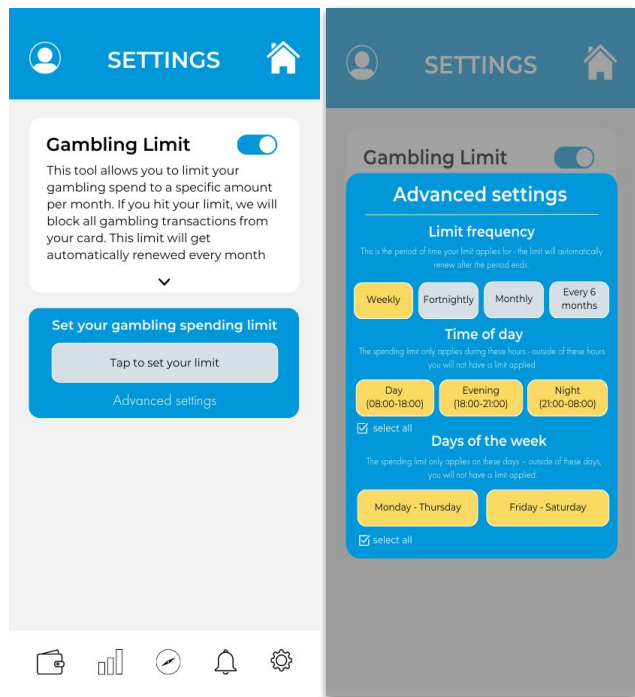 SETTINGS
Gambling Limit
This tool allows you to limit your
gambling spend to a specific amount
per month. If you hit your limit, we will
block all gambling transactions from
your card. This limit will get
automatically renewed every month
Set your gambling spending limit
Tap to set your limit
Advanced settings
SETTINGS
Gambling Limit
Advanced settings
Limit frequency
This is the period of time your limit applies for - the limit will automatically
renew after the period ends.
Weekly
Fortnightly
Monthly
Every 6
months
Time of day
The spending limit only applies during these hours - outside of these hours
you will not have a limit applied
Day
(08:00-18:00)
Evening
(18:00-21:00)
Night
(21:00-08:00)
select all
Days of the week
The spending limit only applies on these days - outside of these days,
you will not have a limit applied.
Monday - Thursday
Friday - Saturday
select all